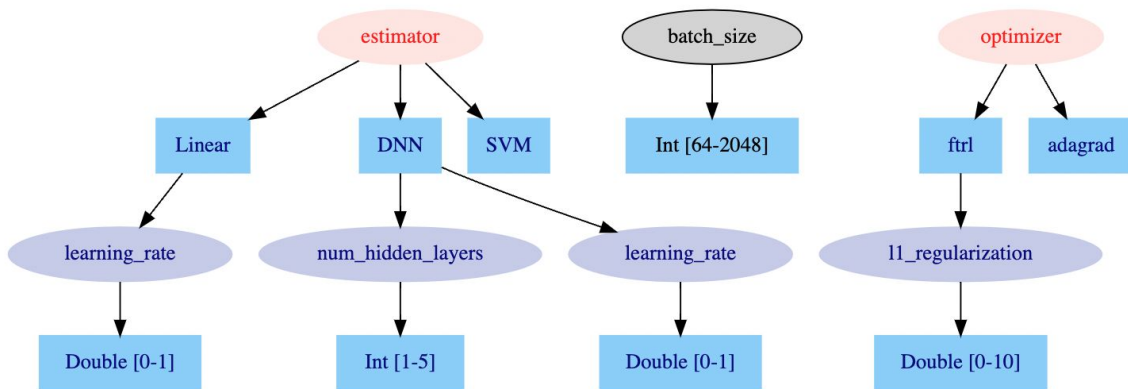 estimator
batch_size
optimizer
Linear
DNN
SVM
Int [64-2048]
ftrl
adagrad
learning_rate
num_hidden_layers
learning_rate
l1_regularization
Double [0-1]
Int [1-5]
Double [0-1]
Double [0-10]